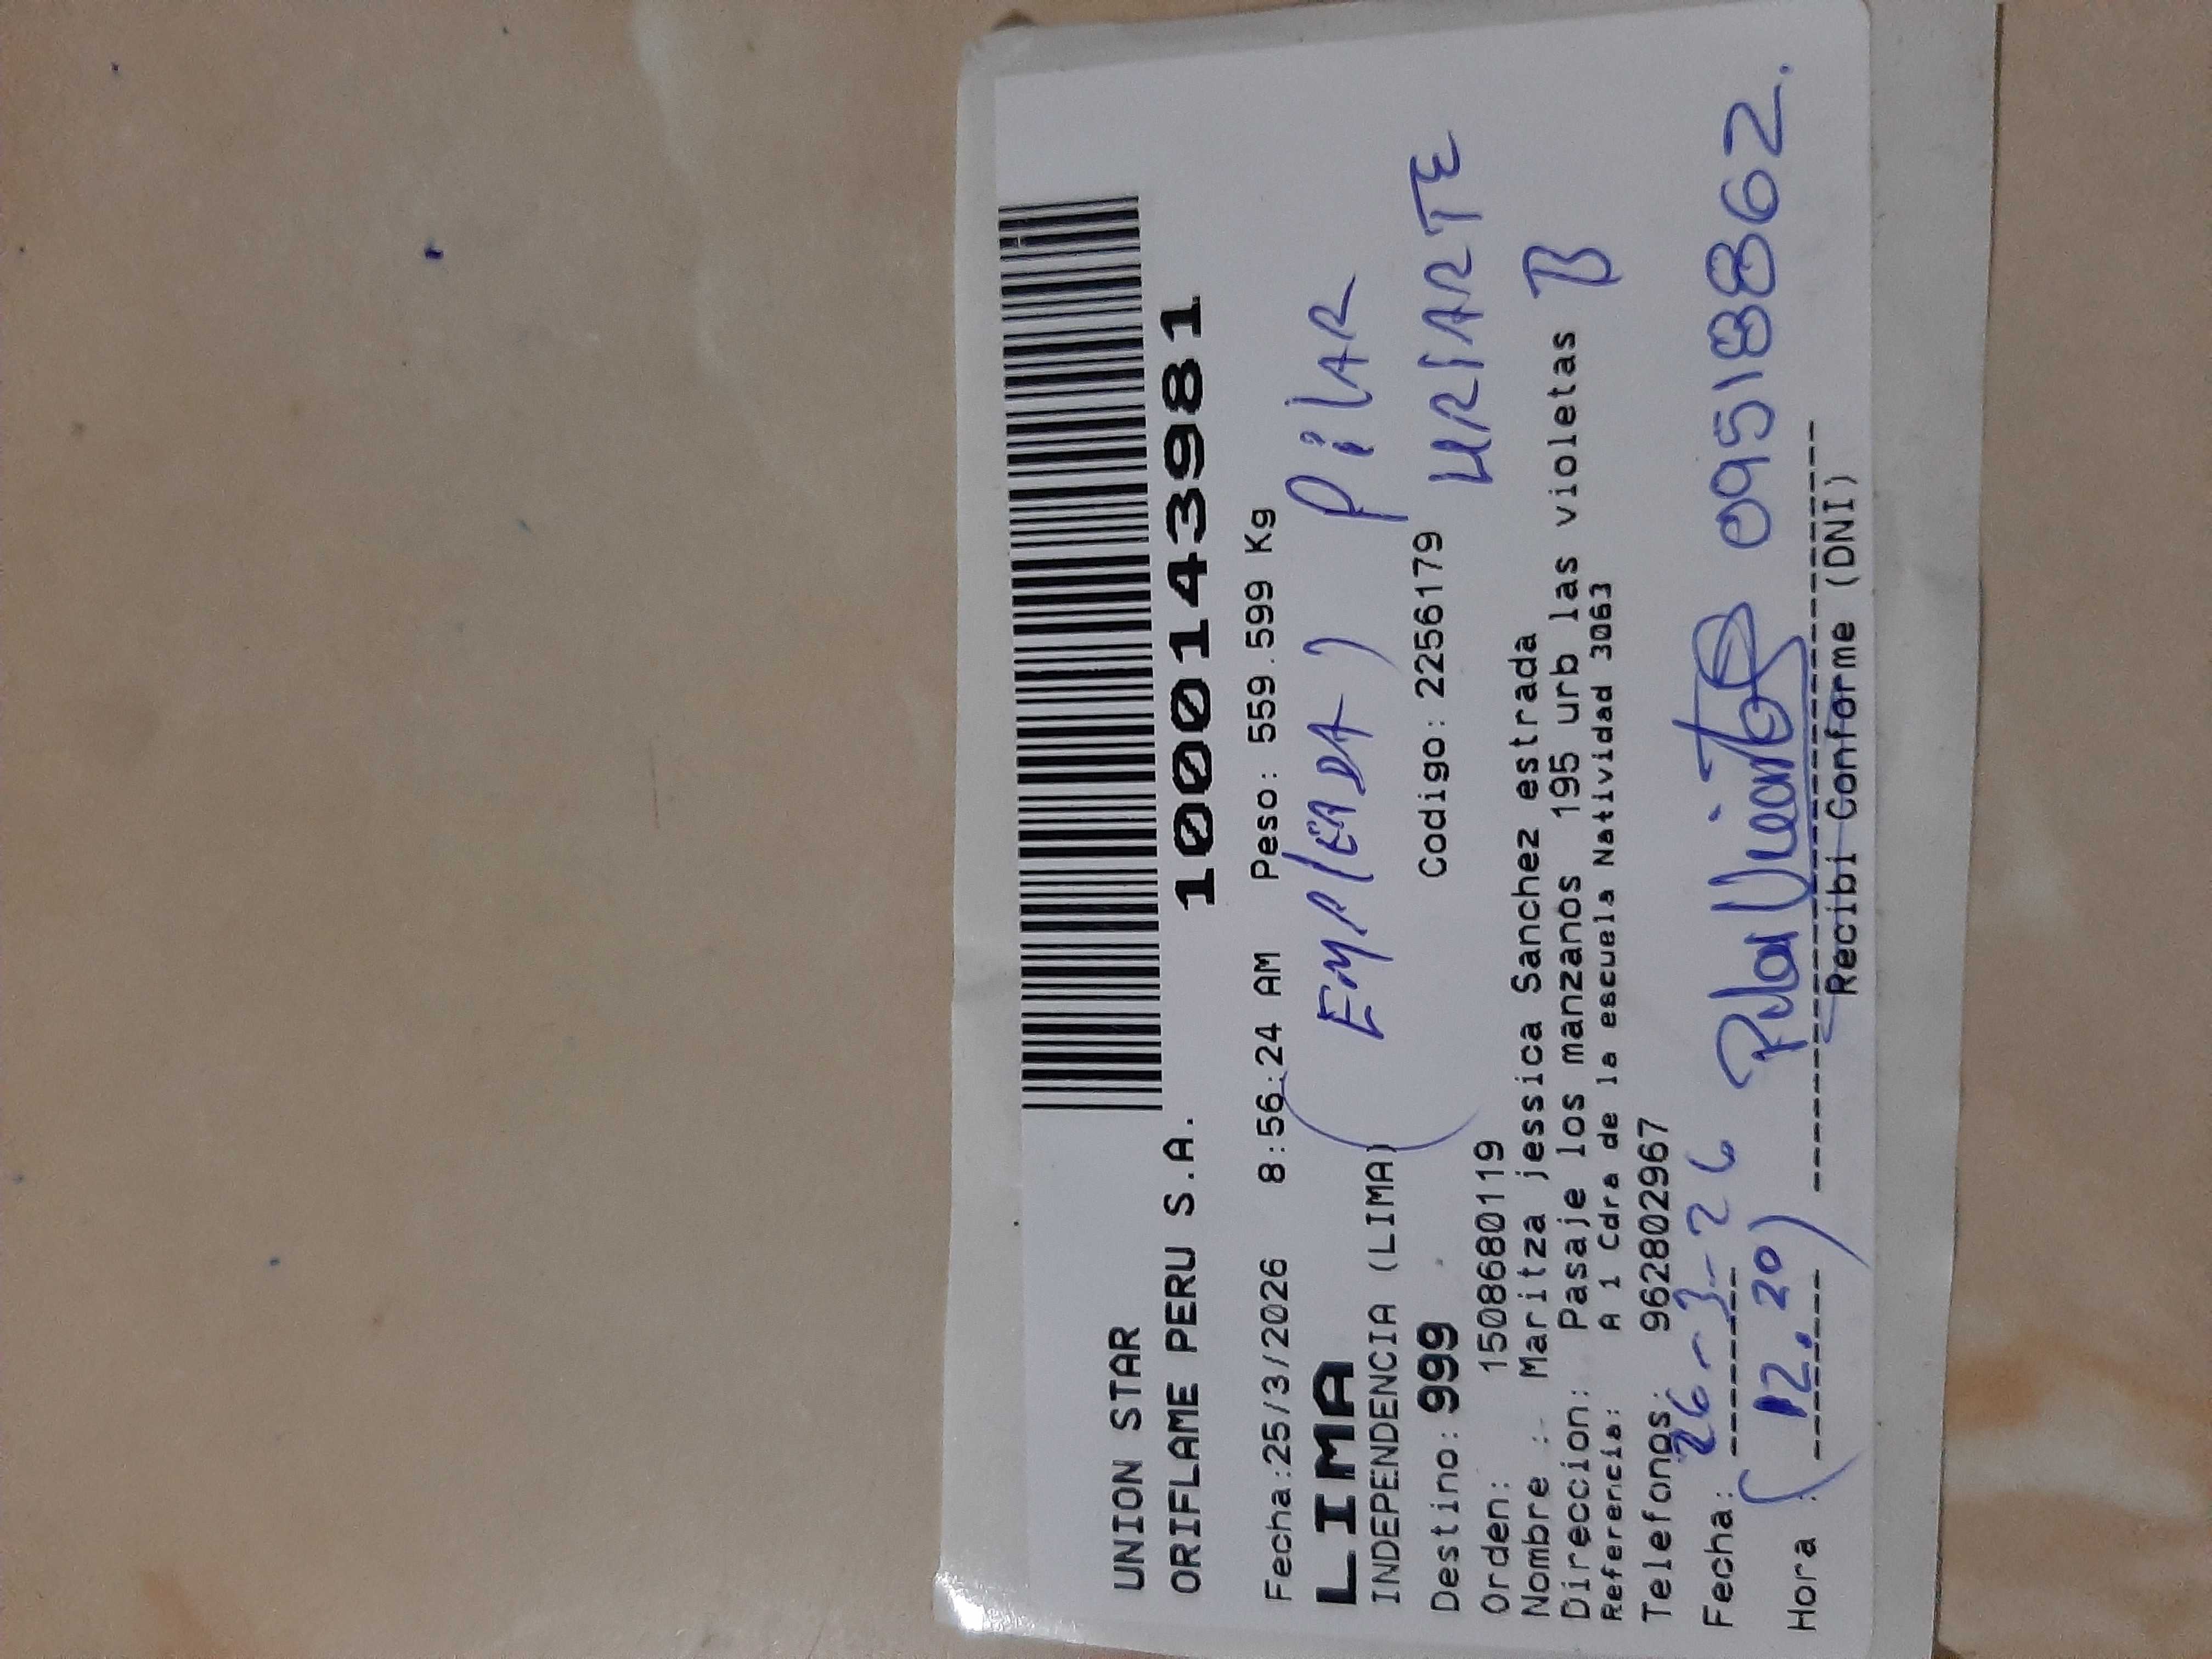 UNION STAR
ORIFLAME PERU S.A. 1000143981
Fecha:25/3/2026 8:56:24 AM Peso: 559.599 Kg
LIMA (EMPlEADA) PilAR
INDEPENDENCIA (LIMA)
Destino: 999 Codigo: 2256179 URIARTE
Orden: 1508680119
Nombre : Maritza jessica Sanchez estrada
Direccion: Pasaje los manzanos 195 urb las violetas B
Referencia: A 1 Cdra de la escuela Natividad 3063
Telefonos: 962802967
Fecha: 26-3-26 Pilar Uriarte 09518862.
Hora : (12.20)
Recibi Conforme (DNI)